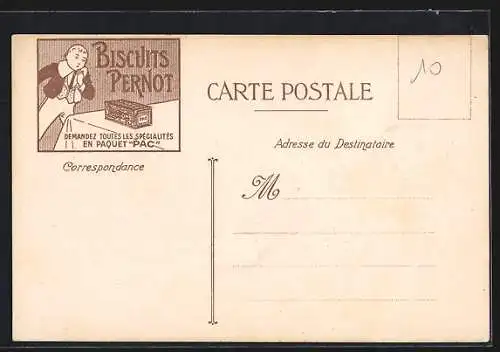 BISCUITS
PERNOT
DEMANDEZ TOUTES LES SPÉCIALITÉS
EN PAQUET "PAC"
Correspondance
CARTE POSTALE
10
Adresse du Destinataire
M